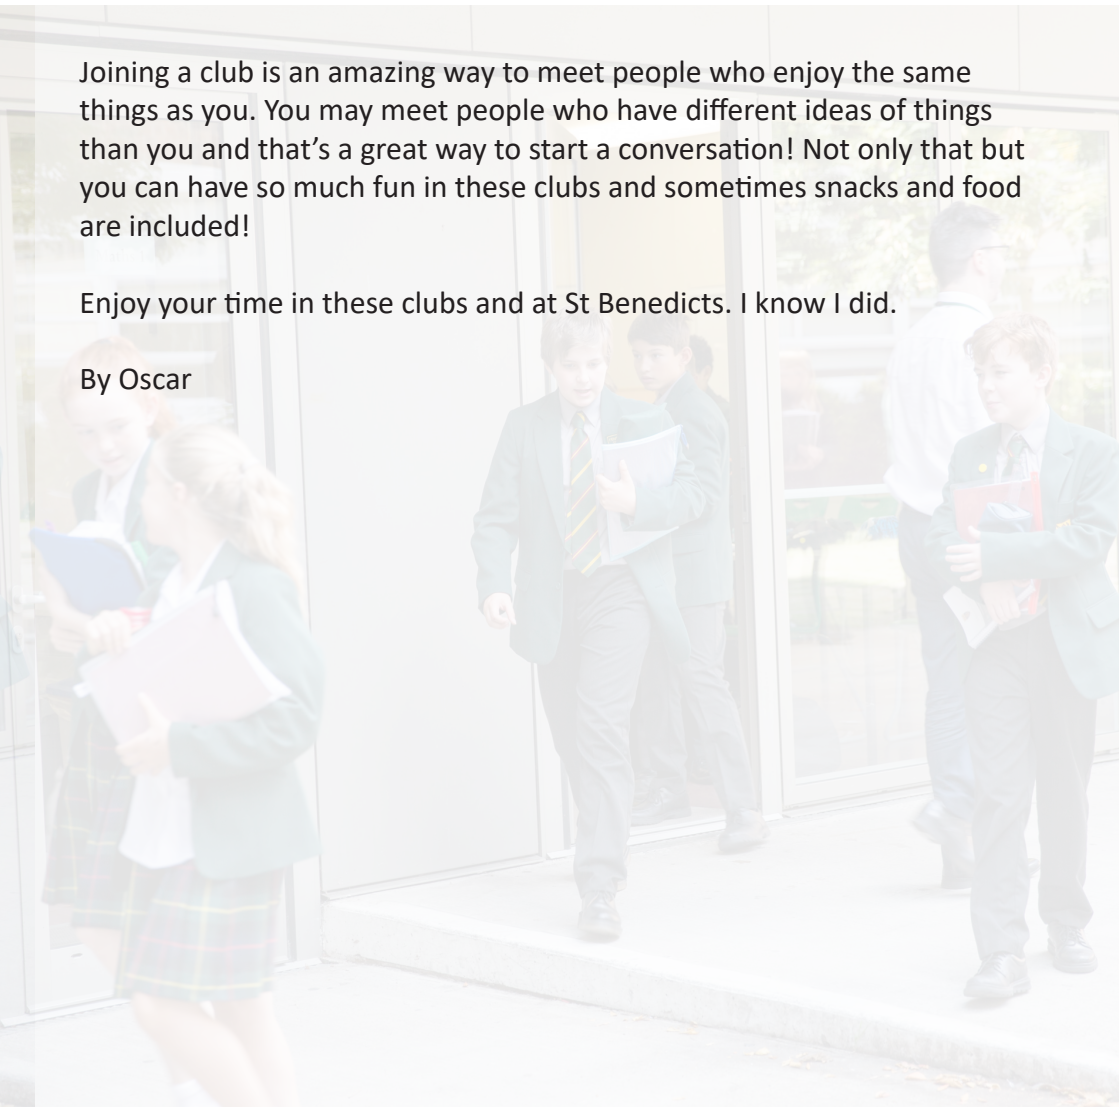 Joining a club is an amazing way to meet people who enjoy the same
things as you. You may meet people who have different ideas of things
than you and that's a great way to start a conversation! Not only that but
you can have so much fun in these clubs and sometimes snacks and food
are included!
Enjoy your time in these clubs and at St Benedicts. I know I did.
By Oscar